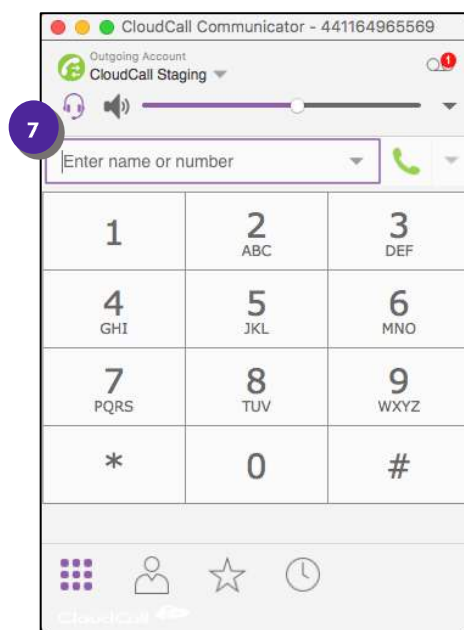 CloudCall Communicator - 441164965569
Outgoing Account
CloudCall Staging
1
7
Enter name or number
1
2
3
ABC
DEF
4
5
6
GHI
JKL
MNO
7
8
9
PQRS
TUV
WXYZ
*
0
#
CloudCall